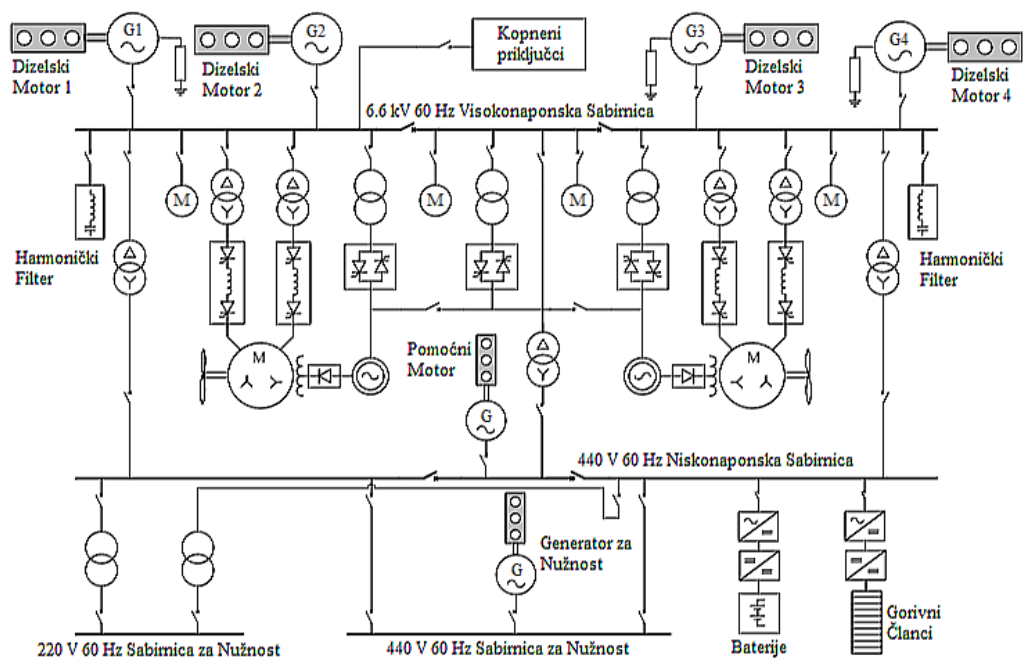 G1
G2
G3
G4
Kopneni
priključci
Dizelski
Motor 1
Dizelski
Motor 2
Dizelski
Motor 3
Dizelski
Motor 4
6.6 kV 60 Hz Visokonaponska Sabirnica
M
M
M
M
Harmonički
Filter
Harmonički
Filter
M
M
Pomoćni
Motor
G
440 V 60 Hz Niskonaponska Sabirnica
Generator za
Nužnost
G
Baterije
Gorivni
Članci
220 V 60 Hz Sabirnica za Nužnost
440 V 60 Hz Sabirnica za Nužnost